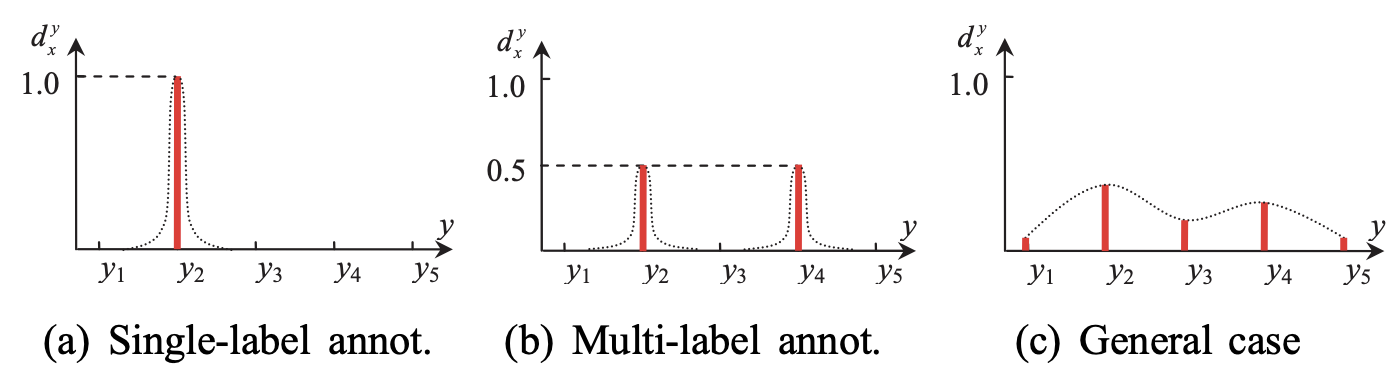 d_x^y
1.0
y
y₁ y₂ y₃ y₄ y₅
(a) Single-label annot.
d_x^y
1.0
0.5
y
y₁ y₂ y₃ y₄ y₅
(b) Multi-label annot.
d_x^y
1.0
y
y₁ y₂ y₃ y₄ y₅
(c) General case